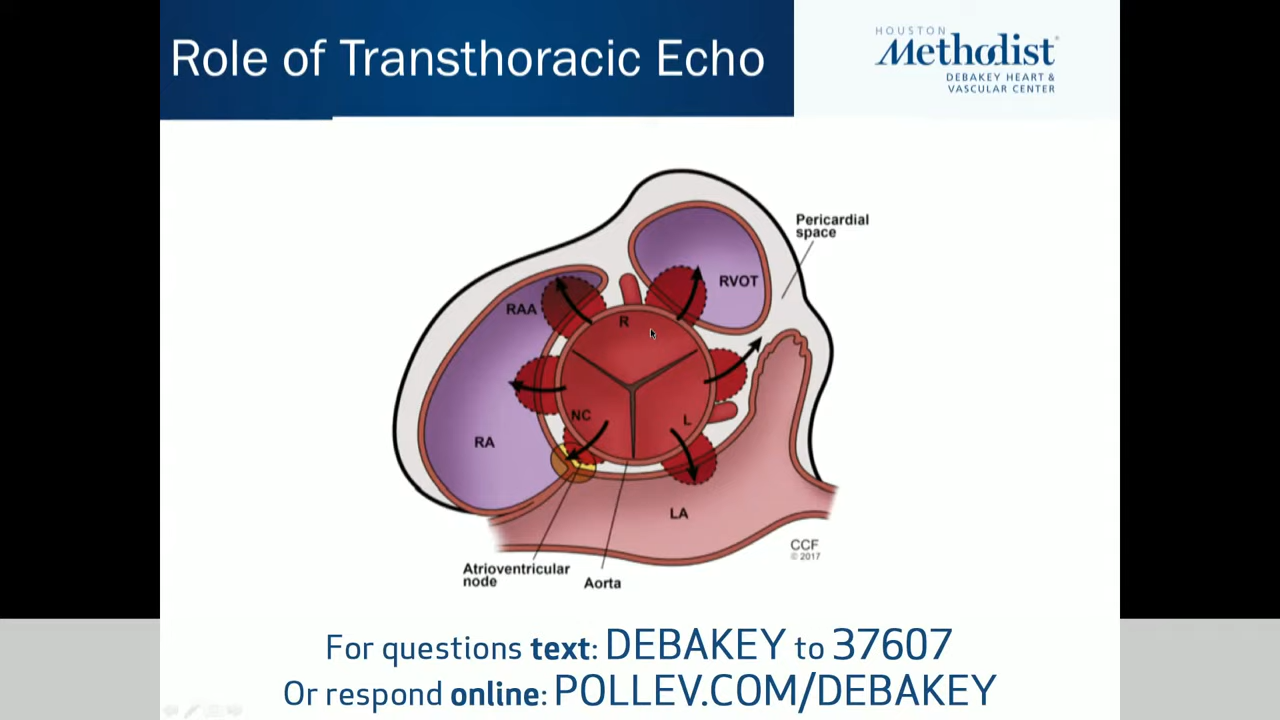 Role of Transthoracic Echo
HOUSTON
Methodist
DEBAKEY HEART &
VASCULAR CENTER
Pericardial
space
RVOT
RAA
R
NC
L
RA
LA
CCF
© 2017
Atrioventricular
node
Aorta
For questions text: DEBAKEY to 37607
Or respond online: POLLEV.COM/DEBAKEY